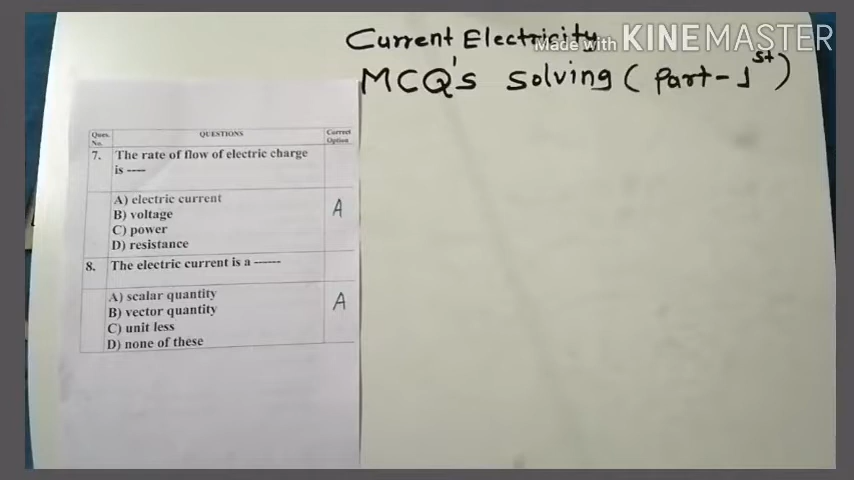 Current Electricity
Made with KINEMASTER
MCQ's Solving ( Part - 1st )
Ques. No. QUESTIONS Correct Option
7. The rate of flow of electric charge
is ----
A) electric current
B) voltage
C) power
D) resistance
A
8. The electric current is a ------
A) scalar quantity
B) vector quantity
C) unit less
D) none of these
A